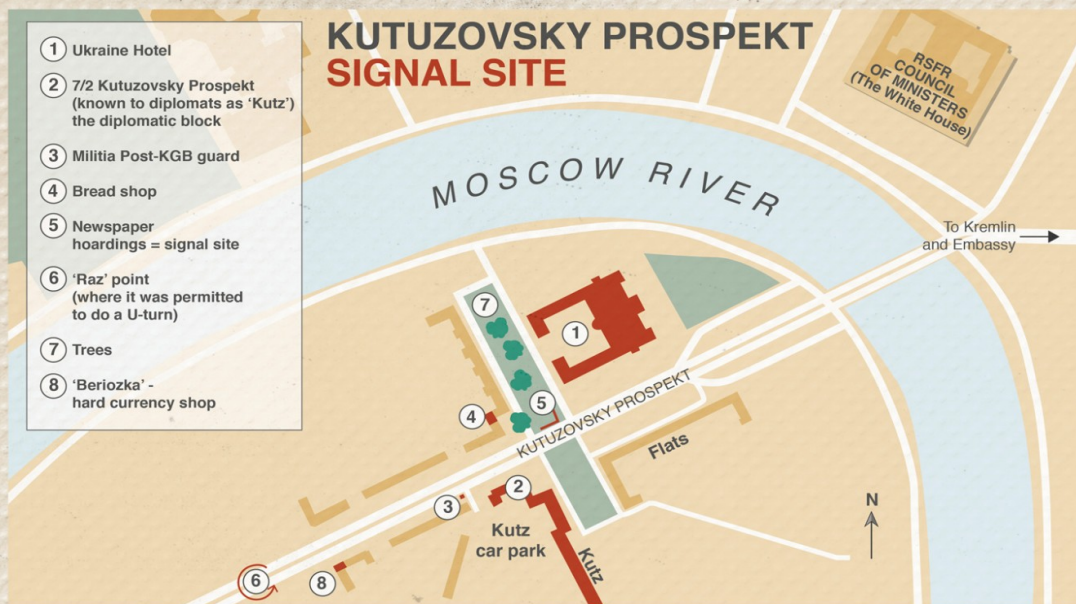 KUTUZOVSKY PROSPEKT
SIGNAL SITE
1 Ukraine Hotel
2 7/2 Kutuzovsky Prospekt
(known to diplomats as ‘Kutz’)
the diplomatic block
3 Militia Post-KGB guard
4 Bread shop
5 Newspaper
hoardings = signal site
6 ‘Raz’ point
(where it was permitted
to do a U-turn)
7 Trees
8 ‘Beriozka’ -
hard currency shop
RSFR
COUNCIL
OF MINISTERS
(The White House)
MOSCOW RIVER
To Kremlin
and Embassy
7
1
5
4
KUTUZOVSKY PROSPEKT
Flats
2
3
Kutz
car park
Kutz
N
6
8